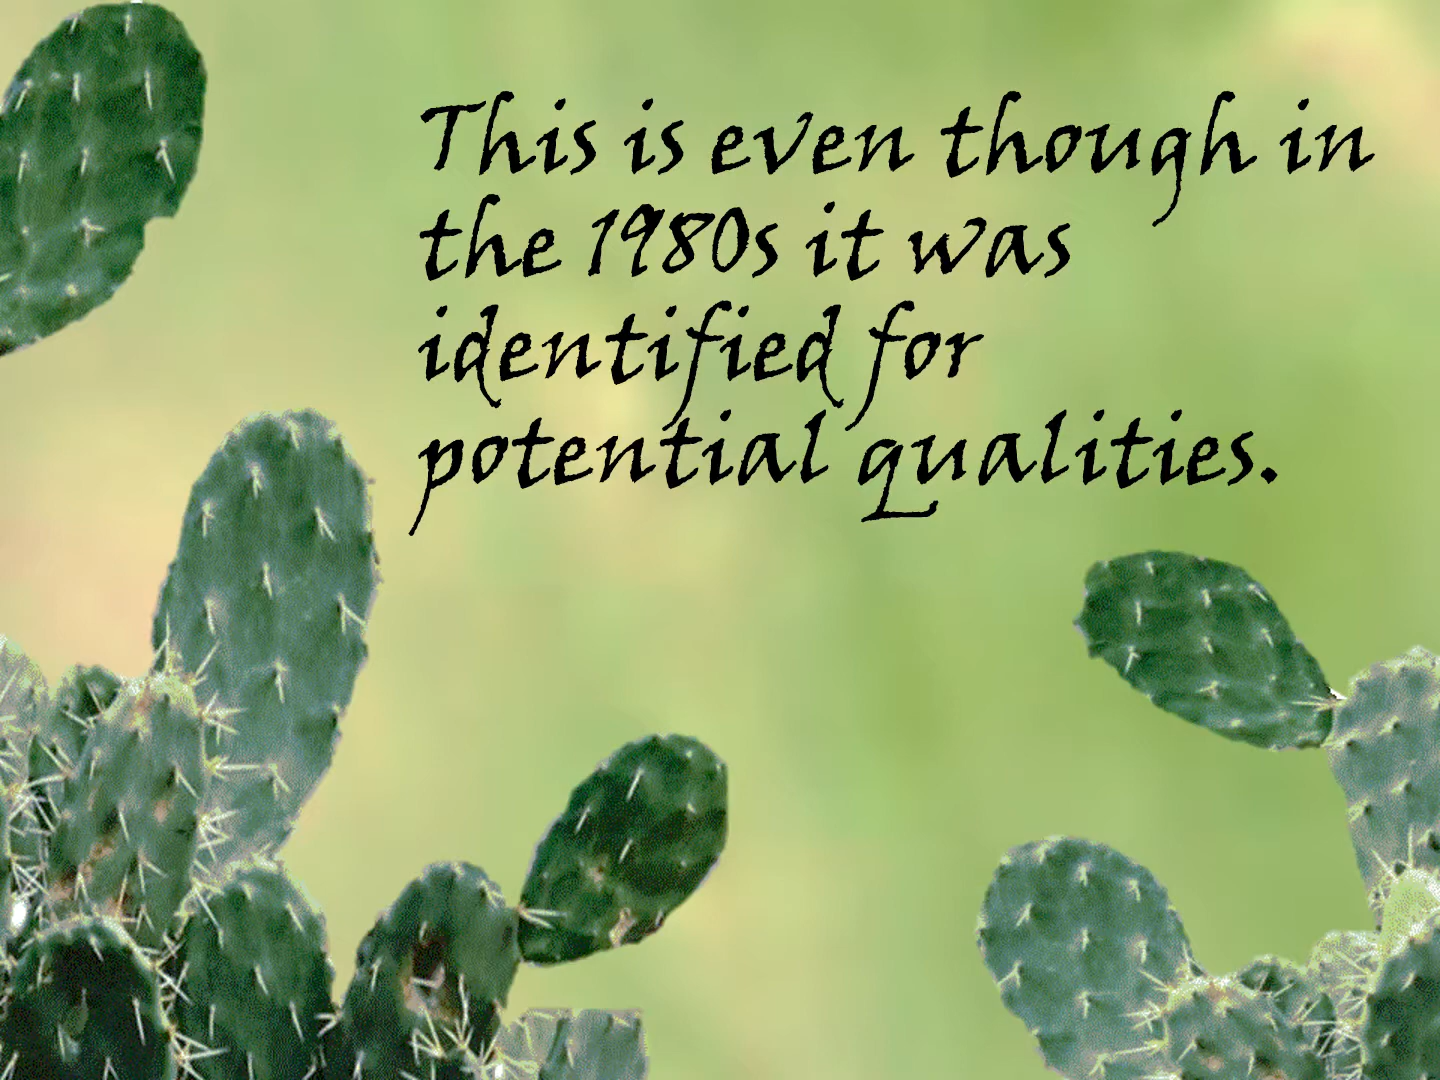 This is even though in
the 1980s it was
identified for
potential qualities.